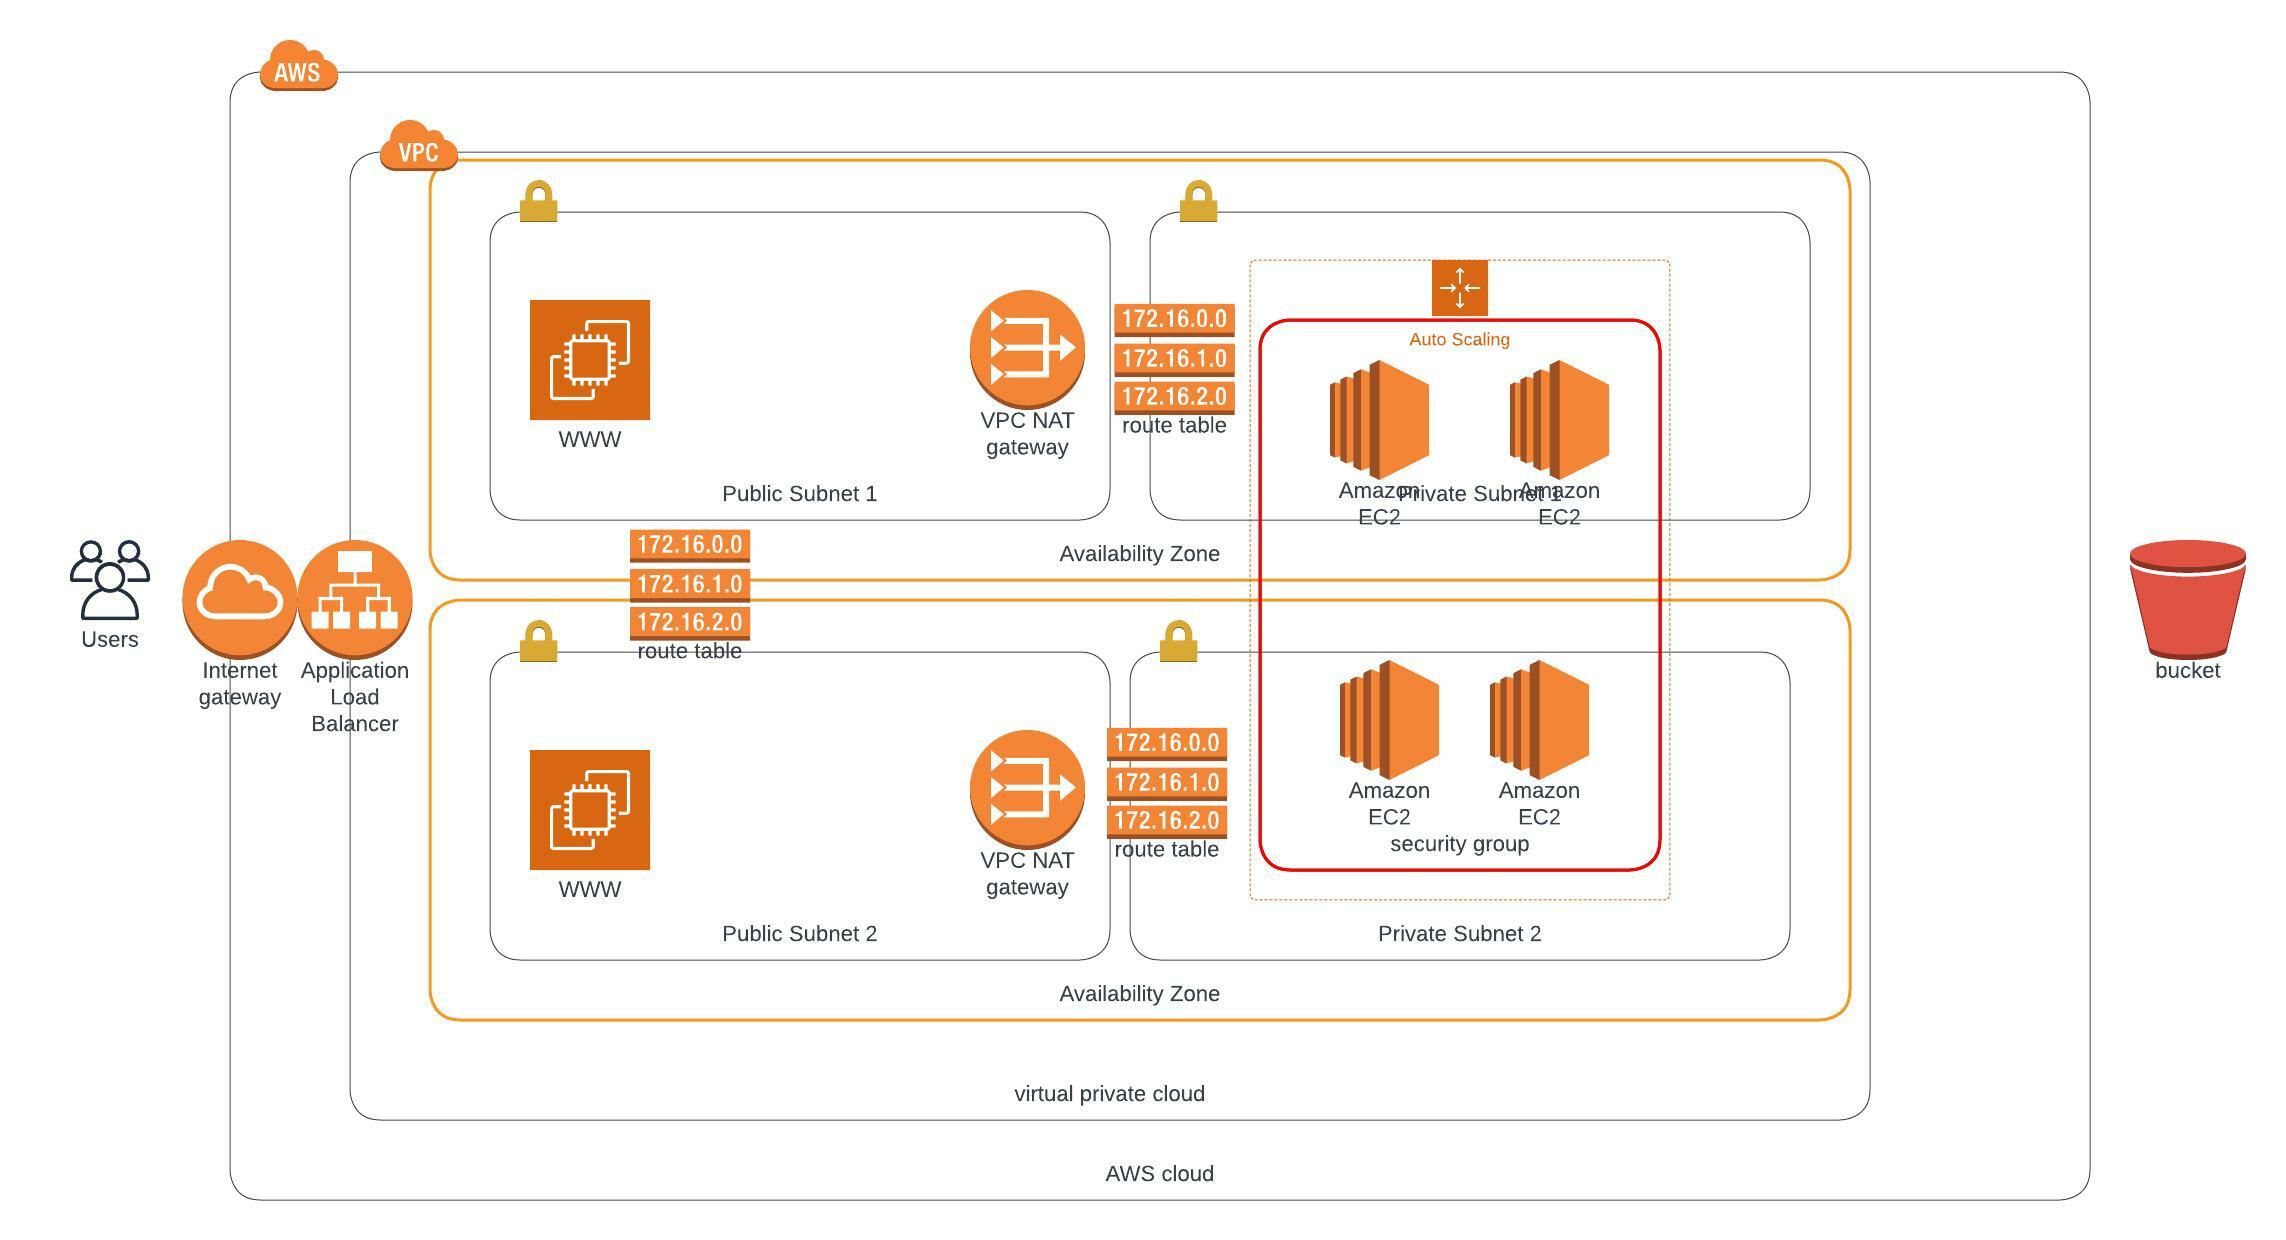 AWS
VPC
172.16.0.0
172.16.1.0
172.16.2.0
route table
Auto Scaling
WWW
VPC NAT
gateway
Public Subnet 1
Amazon
EC2
Amazon
EC2
Private Subnet 1
Availability Zone
172.16.0.0
172.16.1.0
172.16.2.0
route table
Users
Internet
gateway
Application
Load
Balancer
bucket
172.16.0.0
172.16.1.0
172.16.2.0
route table
WWW
VPC NAT
gateway
Amazon
EC2
Amazon
EC2
security group
Public Subnet 2
Private Subnet 2
Availability Zone
virtual private cloud
AWS cloud